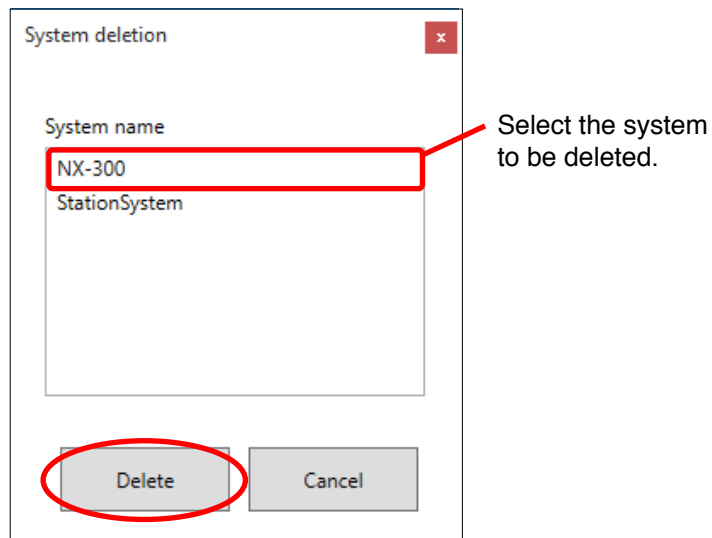 System deletion
x
System name
NX-300
StationSystem
Select the system
to be deleted.
Delete
Cancel